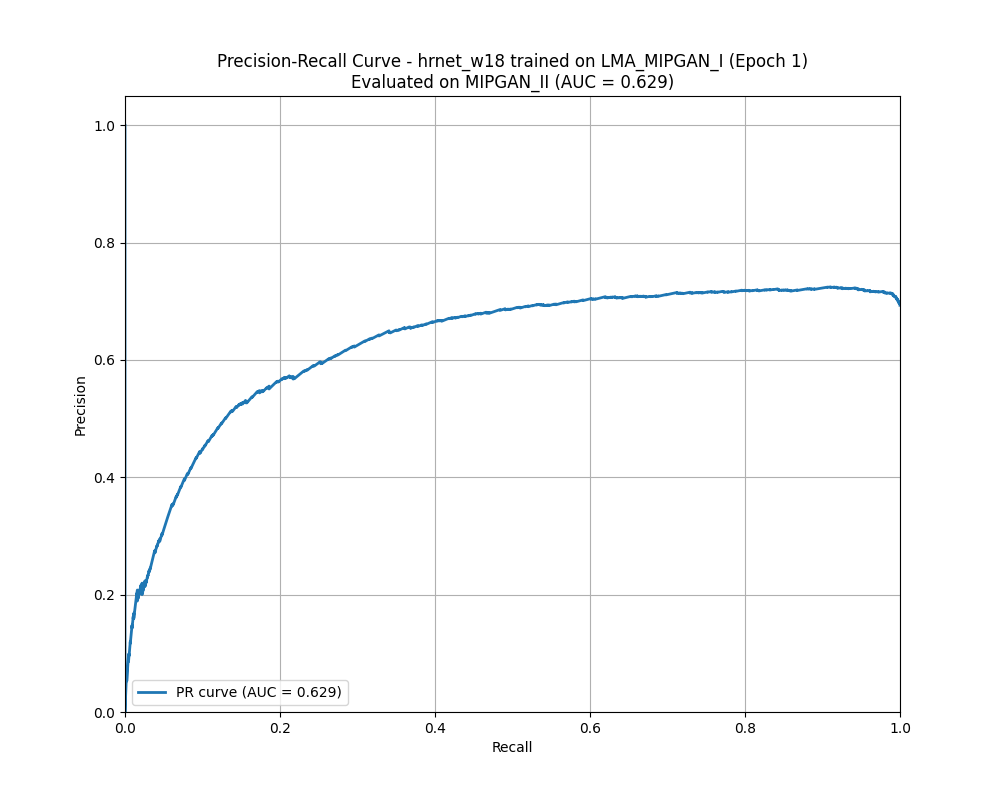 Precision-Recall Curve - hrnet_w18 trained on LMA_MIPGAN_I (Epoch 1)
Evaluated on MIPGAN_II (AUC = 0.629)
1.0
0.8
0.6
0.4
0.2
0.0
Precision
PR curve (AUC = 0.629)
0.0 0.2 0.4 0.6 0.8 1.0
Recall